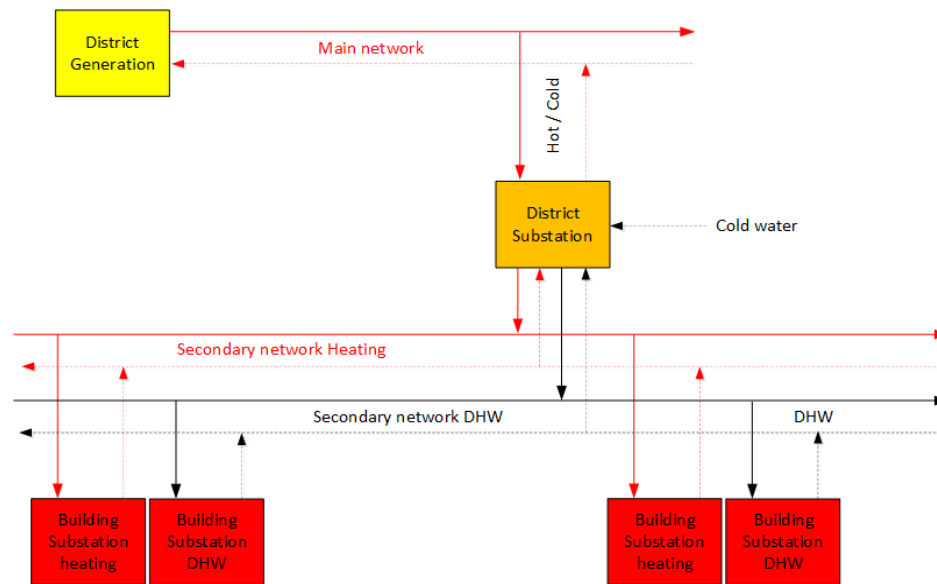 District
Generation
Main network
Hot / Cold
District
Substation
Cold water
Secondary network Heating
Secondary network DHW
DHW
Building
Substation
heating
Building
Substation
DHW
Building
Substation
heating
Building
Substation
DHW